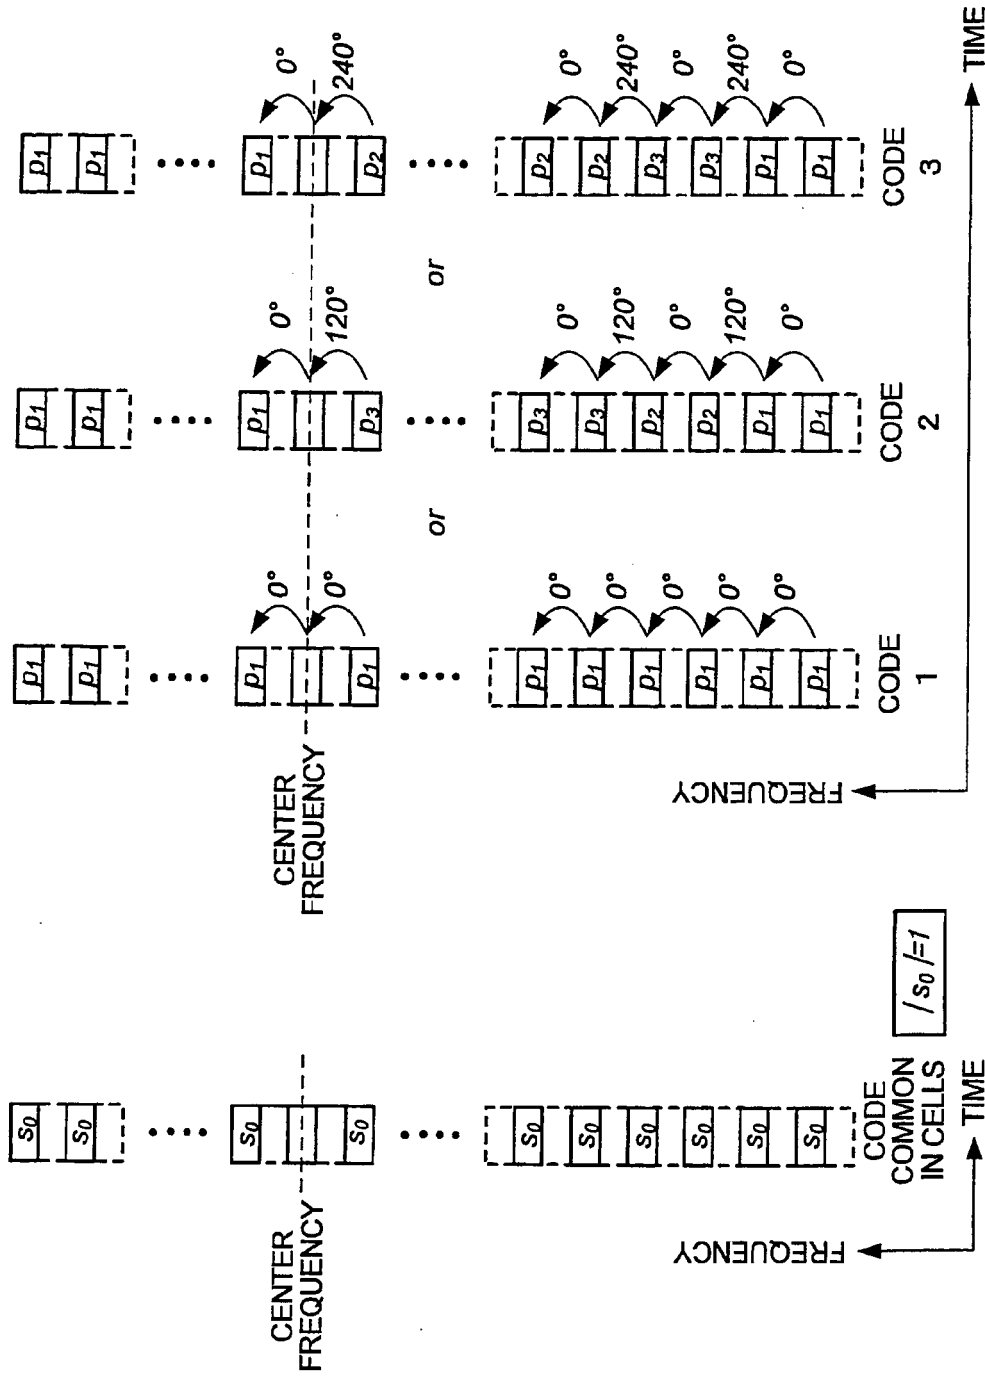 CENTER
FREQUENCY
s0
s0
s0
s0
s0
s0
s0
s0
s0
s0
CODE
COMMON
IN CELLS
|s0|=1
FREQUENCY
TIME
CENTER
FREQUENCY
p1
p1
p1
p1
p1
p1
p1
p1
p1
p1
0°
0°
0°
0°
0°
0°
0°
CODE
1
or
p1
p1
p1
p3
p3
p3
p2
p2
p1
p1
0°
120°
0°
120°
0°
120°
0°
CODE
2
or
p1
p1
p1
p2
p2
p2
p3
p3
p1
p1
0°
240°
0°
240°
0°
240°
0°
CODE
3
FREQUENCY
TIME